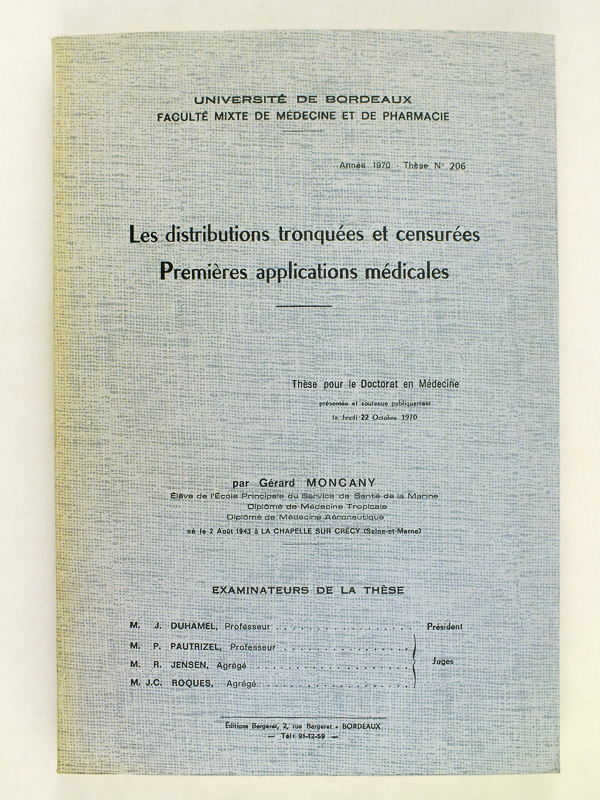 UNIVERSITÉ DE BORDEAUX
FACULTÉ MIXTE DE MÉDECINE ET DE PHARMACIE
Année 1970 - Thèse N° 206
Les distributions tronquées et censurées
Premières applications médicales
Thèse pour le Doctorat en Médecine
présentée et soutenue publiquement
le Jeudi 22 Octobre 1970
par Gérard MONCANY
Élève de l'École Principale du Service de Santé de la Marine
Diplômé de Médecine Tropicale
Diplômé de Médecine Aéronautique
né le 2 Août 1943 à LA CHAPELLE SUR CRÉCY (Seine-et-Marne)
EXAMINATEURS DE LA THÈSE
M. J. DUHAMEL, Professeur . . . . . . . . . . . . . . . . . Président
M. P. PAUTRIZEL, Professeur . . . . . . . . . . . . . . . . .
M. R. JENSEN, Agrégé . . . . . . . . . . . . . . . . . Juges
M. J.C. ROQUES, Agrégé . . . . . . . . . . . . . . . . .
Éditions Bergeret, 2, rue Bergeret - BORDEAUX
— Tél: 91-12-59 —